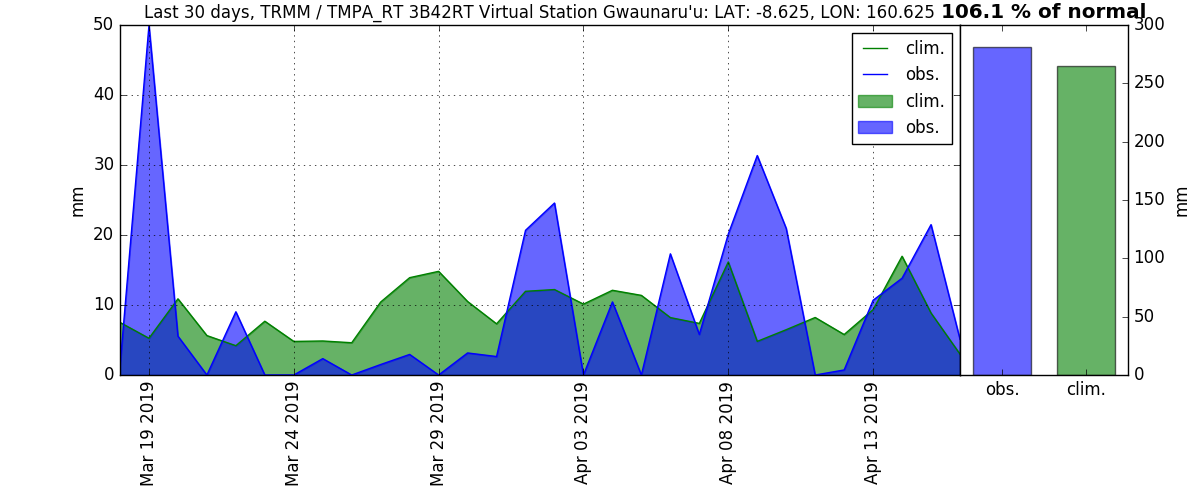 Last 30 days, TRMM / TMPA_RT 3B42RT Virtual Station Gwaunaru'u: LAT: -8.625, LON: 160.625 106.1 % of normal
50
40
30
20
10
0
mm
clim.
obs.
clim.
obs.
300
250
200
150
100
50
0
mm
Mar 19 2019
Mar 24 2019
Mar 29 2019
Apr 03 2019
Apr 08 2019
Apr 13 2019
obs.
clim.